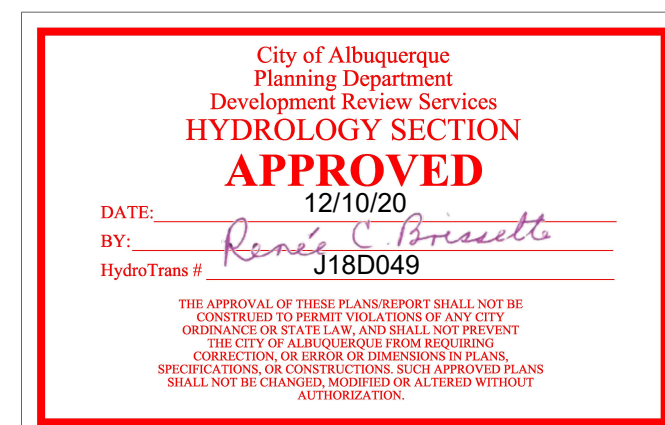 City of Albuquerque
Planning Department
Development Review Services
HYDROLOGY SECTION
APPROVED
DATE: 12/10/20
BY: Renée C. Brissette
HydroTrans # J18D049
THE APPROVAL OF THESE PLANS/REPORT SHALL NOT BE
CONSTRUED TO PERMIT VIOLATIONS OF ANY CITY
ORDINANCE OR STATE LAW, AND SHALL NOT PREVENT
THE CITY OF ALBUQUERQUE FROM REQUIRING
CORRECTION, OR ERROR OR DIMENSIONS IN PLANS,
SPECIFICATIONS, OR CONSTRUCTIONS. SUCH APPROVED PLANS
SHALL NOT BE CHANGED, MODIFIED OR ALTERED WITHOUT
AUTHORIZATION.